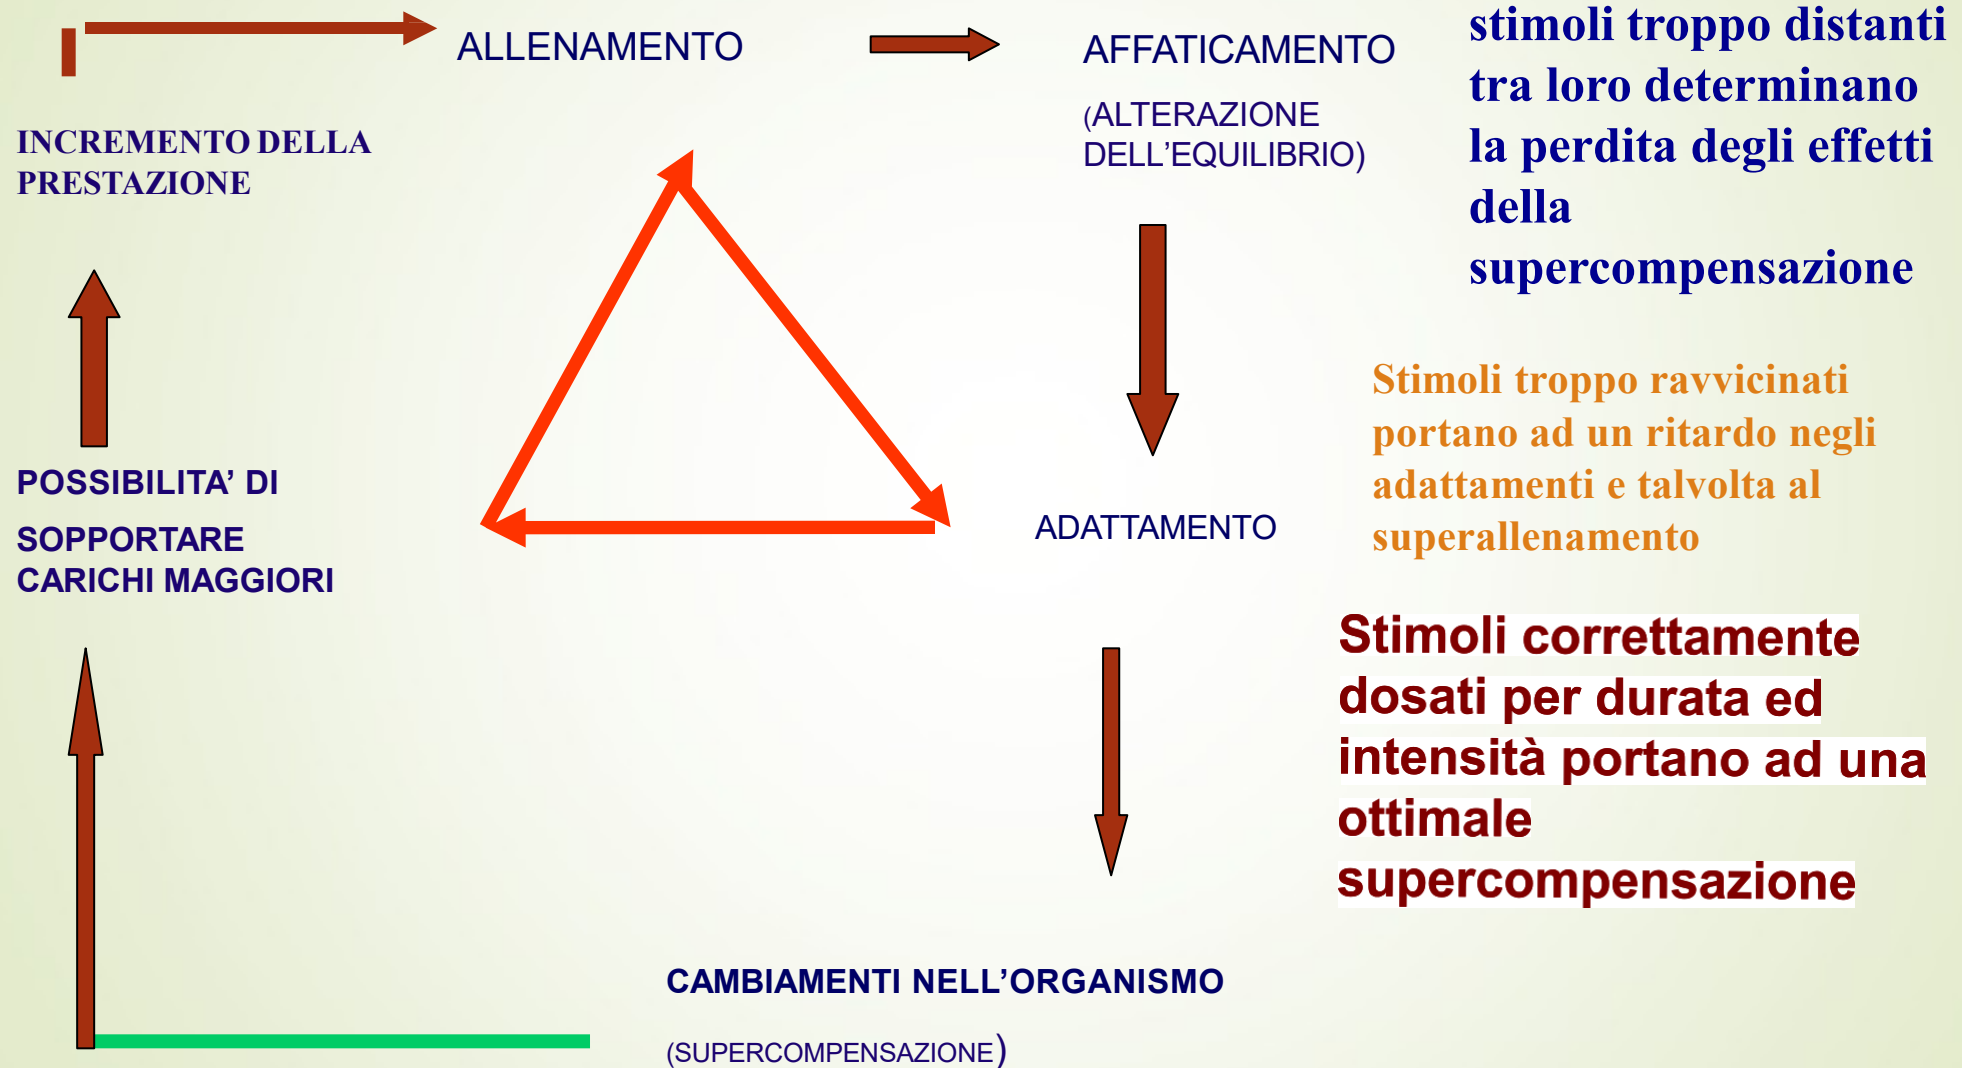 ALLENAMENTO
AFFATICAMENTO
(ALTERAZIONE
DELL’EQUILIBRIO)
stimoli troppo distanti
tra loro determinano
la perdita degli effetti
della
supercompensazione
INCREMENTO DELLA
PRESTAZIONE
Stimoli troppo ravvicinati
portano ad un ritardo negli
adattamenti e talvolta al
superallenamento
POSSIBILITA’ DI
SOPPORTARE
CARICHI MAGGIORI
ADATTAMENTO
Stimoli correttamente
dosati per durata ed
intensità portano ad una
ottimale
supercompensazione
CAMBIAMENTI NELL’ORGANISMO
(SUPERCOMPENSAZIONE)